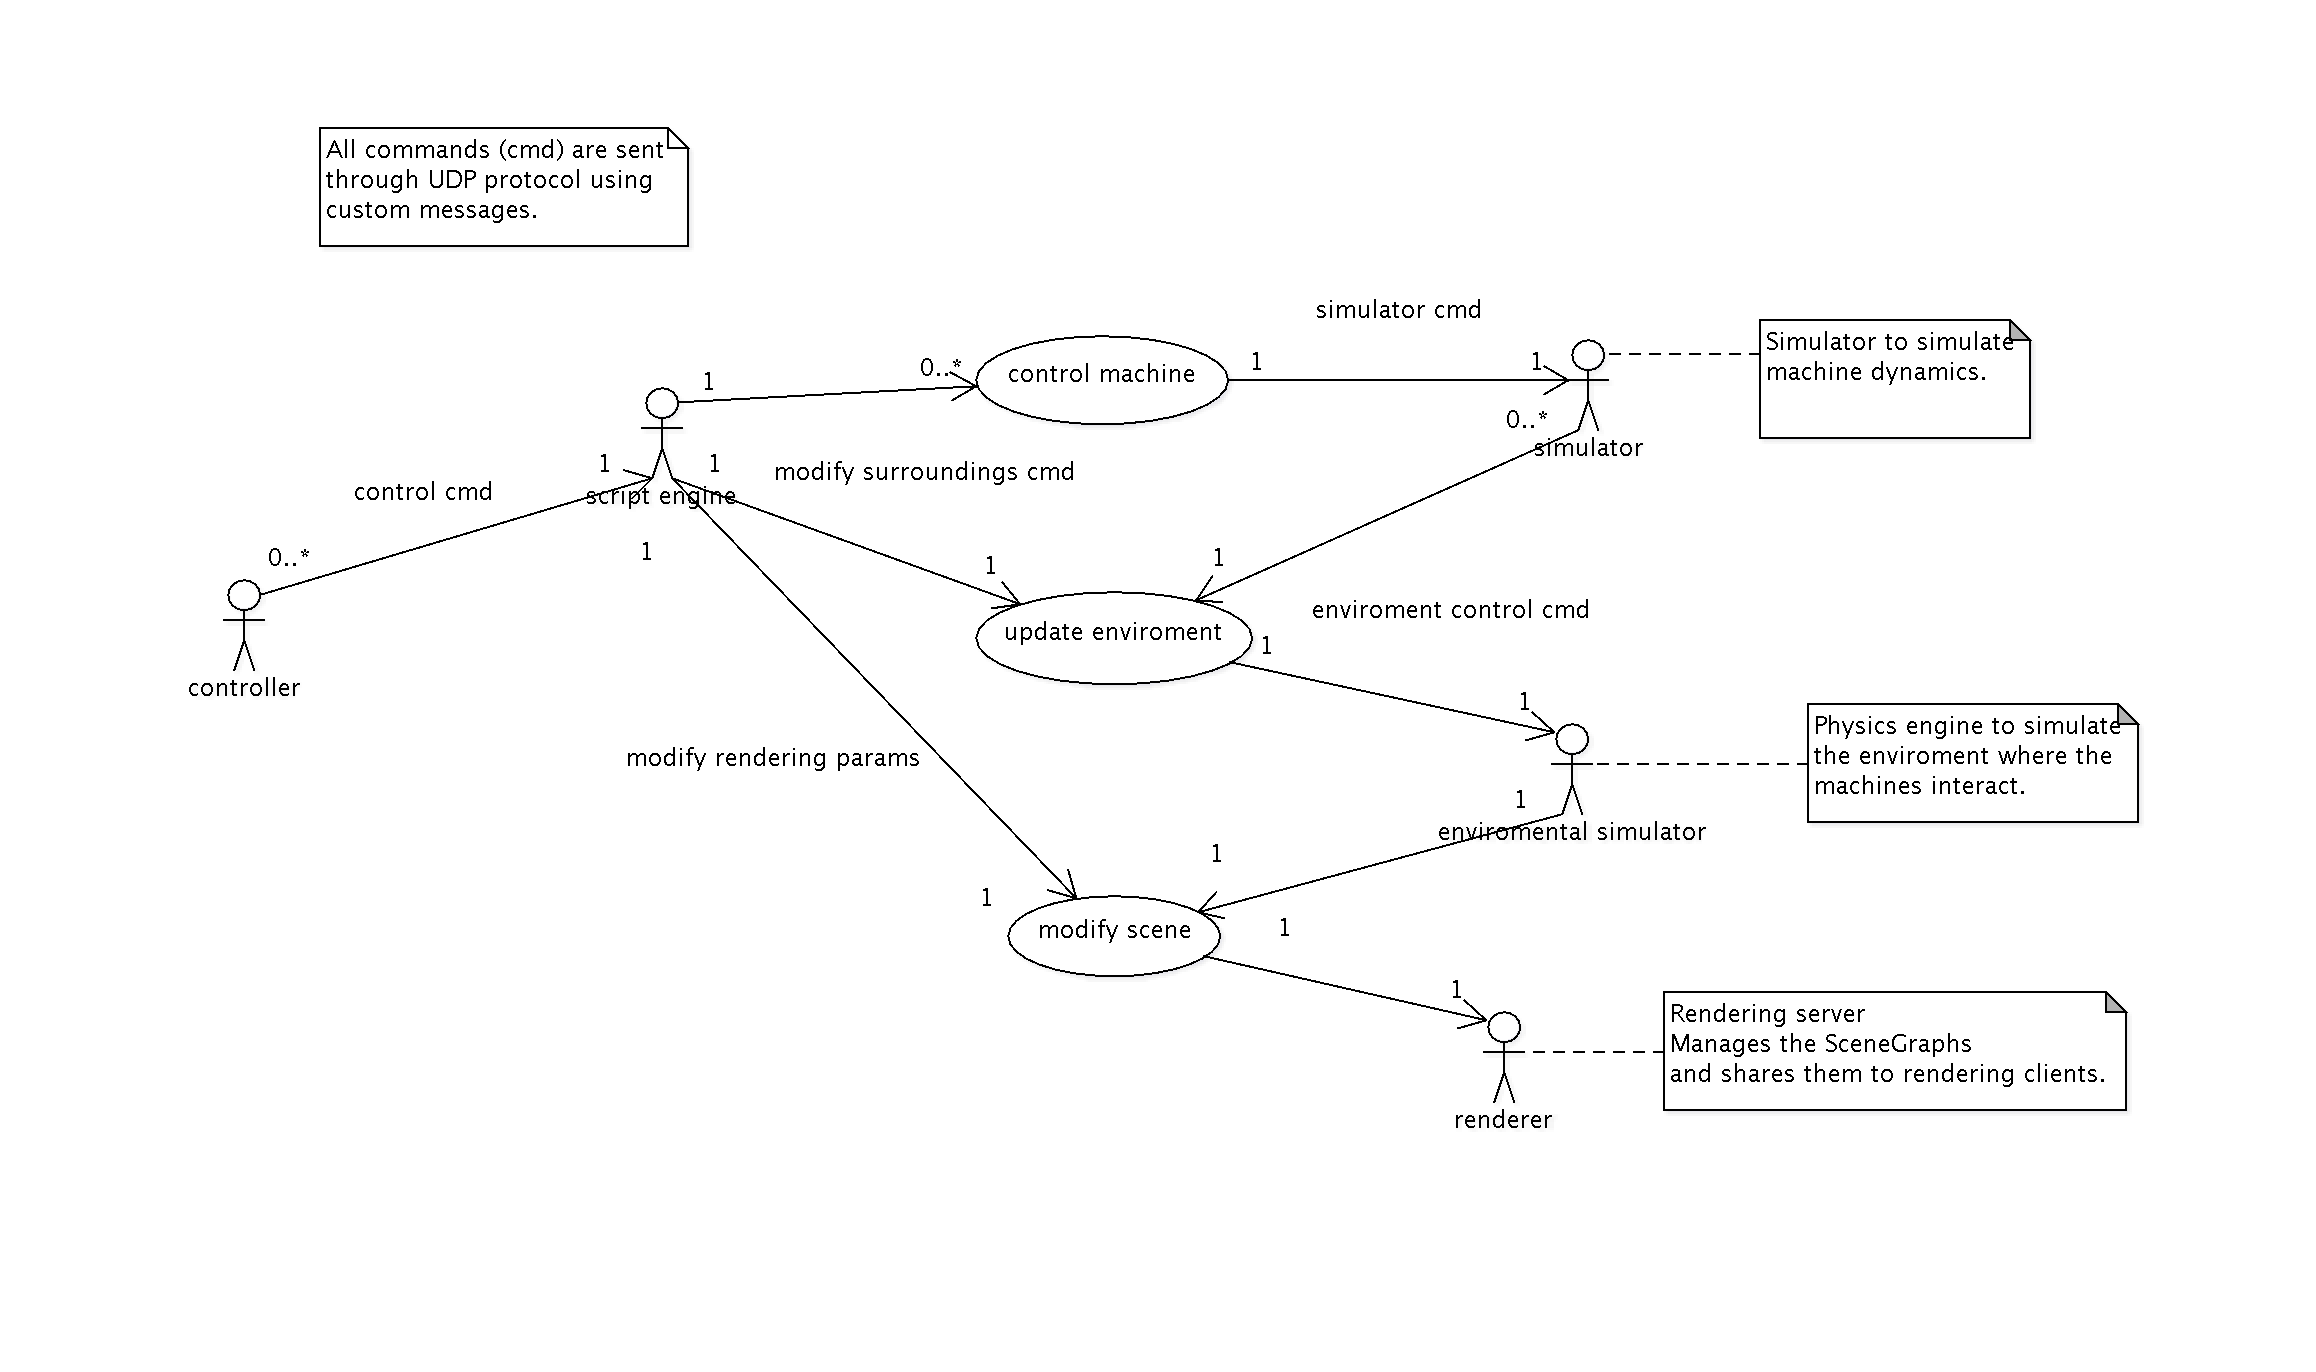 All commands (cmd) are sent
through UDP protocol using
custom messages.
simulator cmd
Simulator to simulate
machine dynamics.
1
0..*
control machine
1
1
0..*
simulator
1
1
modify surroundings cmd
control cmd
script engine
0..*
1
1
1
enviroment control cmd
update enviroment
1
controller
1
Physics engine to simulate
the enviroment where the
machines interact.
modify rendering params
1
enviromental simulator
1
1
modify scene
1
1
Rendering server
Manages the SceneGraphs
and shares them to rendering clients.
renderer